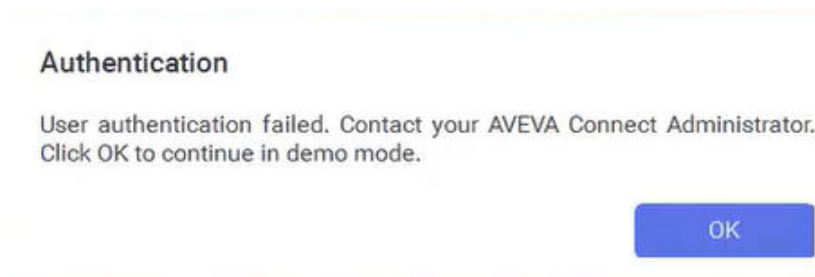 Authentication
User authentication failed. Contact your AVEVA Connect Administrator.
Click OK to continue in demo mode.
OK